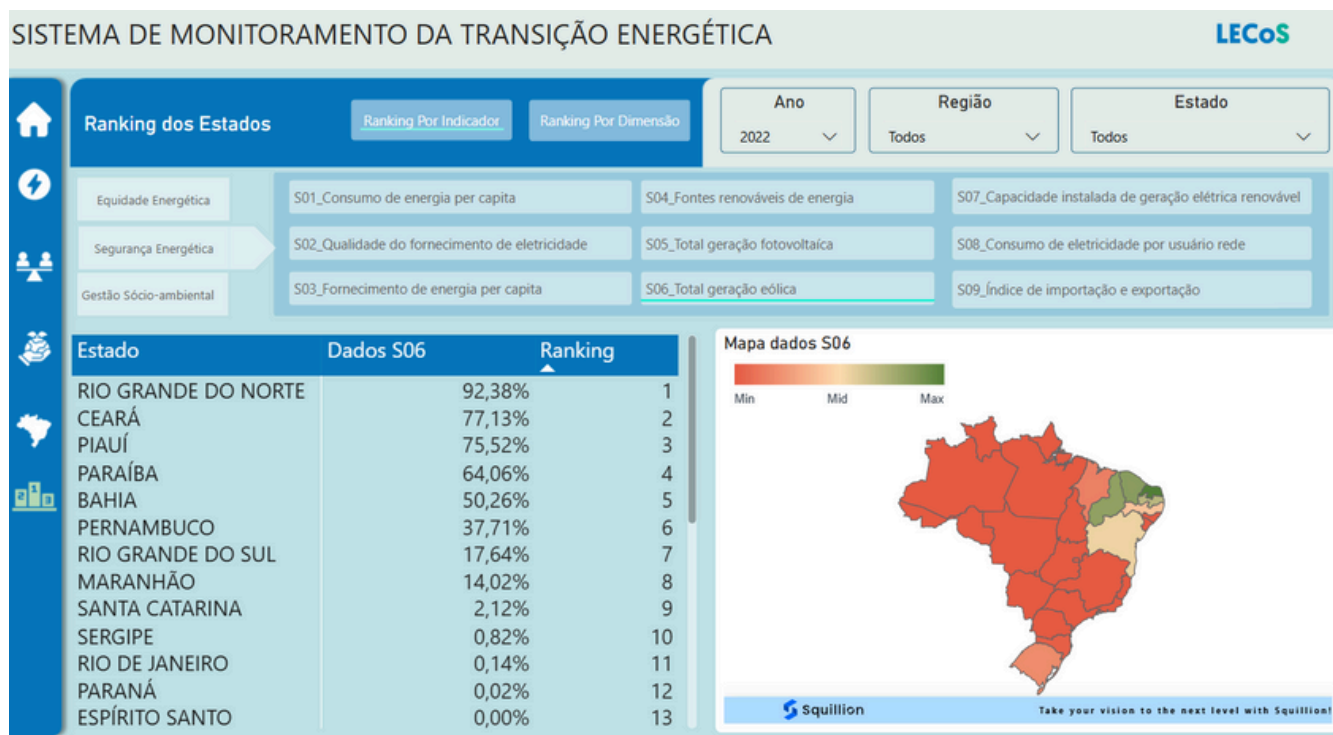 SISTEMA DE MONITORAMENTO DA TRANSIÇÃO ENERGÉTICA
LECoS
Ranking dos Estados
Ranking Por Indicador
Ranking Por Dimensão
Ano
2022
Região
Todos
Estado
Todos
Equidade Energética
Segurança Energética
Gestão Sócio-ambiental
S01_Consumo de energia per capita
S04_Fontes renováveis de energia
S07_Capacidade instalada de geração elétrica renovável
S02_Qualidade do fornecimento de eletricidade
S05_Total geração fotovoltaíca
S08_Consumo de eletricidade por usuário rede
S03_Fornecimento de energia per capita
S06_Total geração eólica
S09_Índice de importação e exportação
2 1 3
Estado Dados S06 Ranking
RIO GRANDE DO NORTE 92,38% 1
CEARÁ 77,13% 2
PIAUÍ 75,52% 3
PARAÍBA 64,06% 4
BAHIA 50,26% 5
PERNAMBUCO 37,71% 6
RIO GRANDE DO SUL 17,64% 7
MARANHÃO 14,02% 8
SANTA CATARINA 2,12% 9
SERGIPE 0,82% 10
RIO DE JANEIRO 0,14% 11
PARANÁ 0,02% 12
ESPÍRITO SANTO 0,00% 13
Mapa dados S06
Min Mid Max
Squillion
Take your vision to the next level with Squillion!